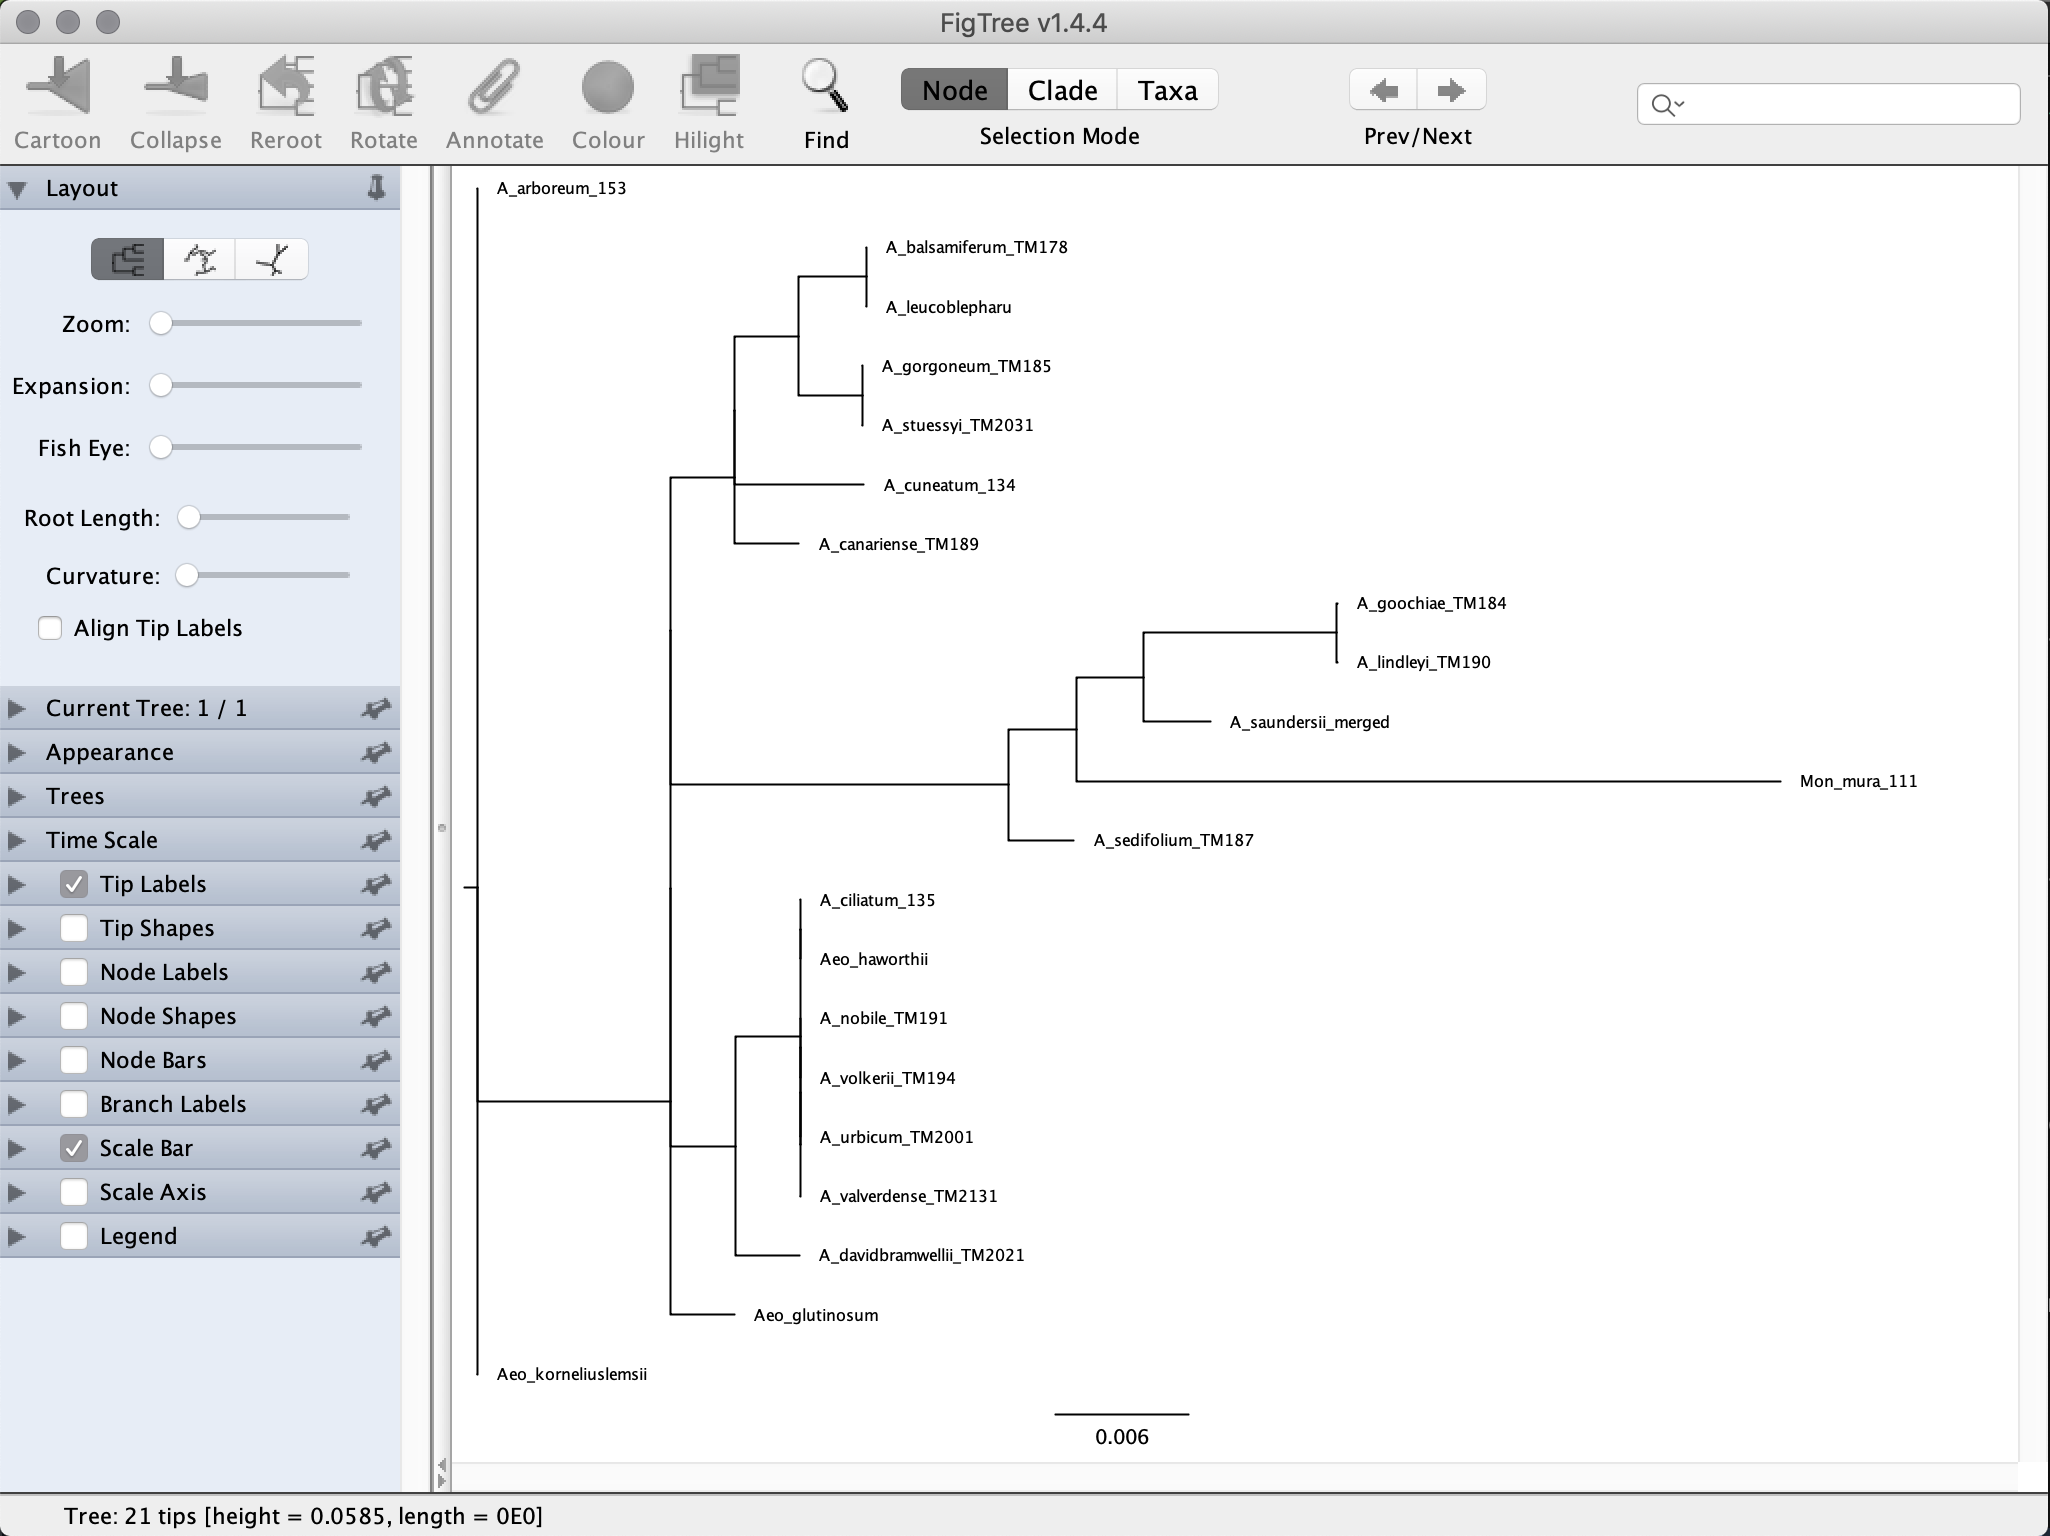 FigTree v1.4.4
Cartoon Collapse Reroot Rotate Annotate Colour Hilight Find Node Clade Taxa
Selection Mode Prev/Next
Layout
Zoom:
Expansion:
Fish Eye:
Root Length:
Curvature:
Align Tip Labels
Current Tree: 1 / 1
Appearance
Trees
Time Scale
Tip Labels
Tip Shapes
Node Labels
Node Shapes
Node Bars
Branch Labels
Scale Bar
Scale Axis
Legend
A_arboreum_153
A_balsamiferum_TM178
A_leucoblepharu
A_gorgoneum_TM185
A_stuessyi_TM2031
A_cuneatum_134
A_canariense_TM189
A_goochiae_TM184
A_lindleyi_TM190
A_saundersii_merged
Mon_mura_111
A_sedifolium_TM187
A_ciliatum_135
Aeo_haworthii
A_nobile_TM191
A_volkerii_TM194
A_urbicum_TM2001
A_valverdense_TM2131
A_davidbramwellii_TM2021
Aeo_glutinosum
Aeo_korneliuslemsii
0.006
Tree: 21 tips [height = 0.0585, length = 0E0]